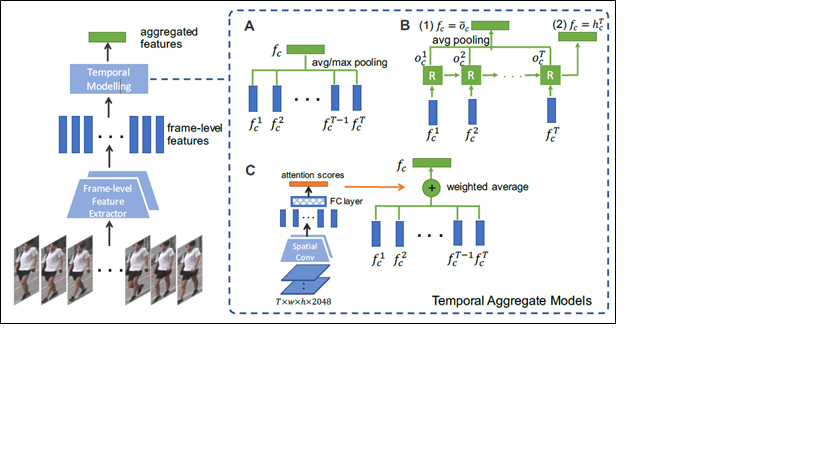 aggregated
features
Temporal
Modelling
frame-level
features
Frame-level
Feature
Extractor
A
f_c
avg/max pooling
f_c^1 f_c^2 f_c^{T-1} f_c^T
B
(1) f_c = ō_c
(2) f_c = h_c^T
avg pooling
o_c^1 o_c^2 o_c^T
R R R
f_c^1 f_c^2 f_c^T
C
attention scores
FC layer
Spatial
Conv
T×w×h×2048
f_c
+ weighted average
f_c^1 f_c^2 f_c^{T-1} f_c^T
Temporal Aggregate Models